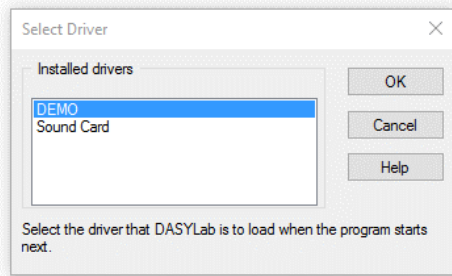 Select Driver
Installed drivers
DEMO
Sound Card
OK
Cancel
Help
Select the driver that DASYLab is to load when the program starts
next.